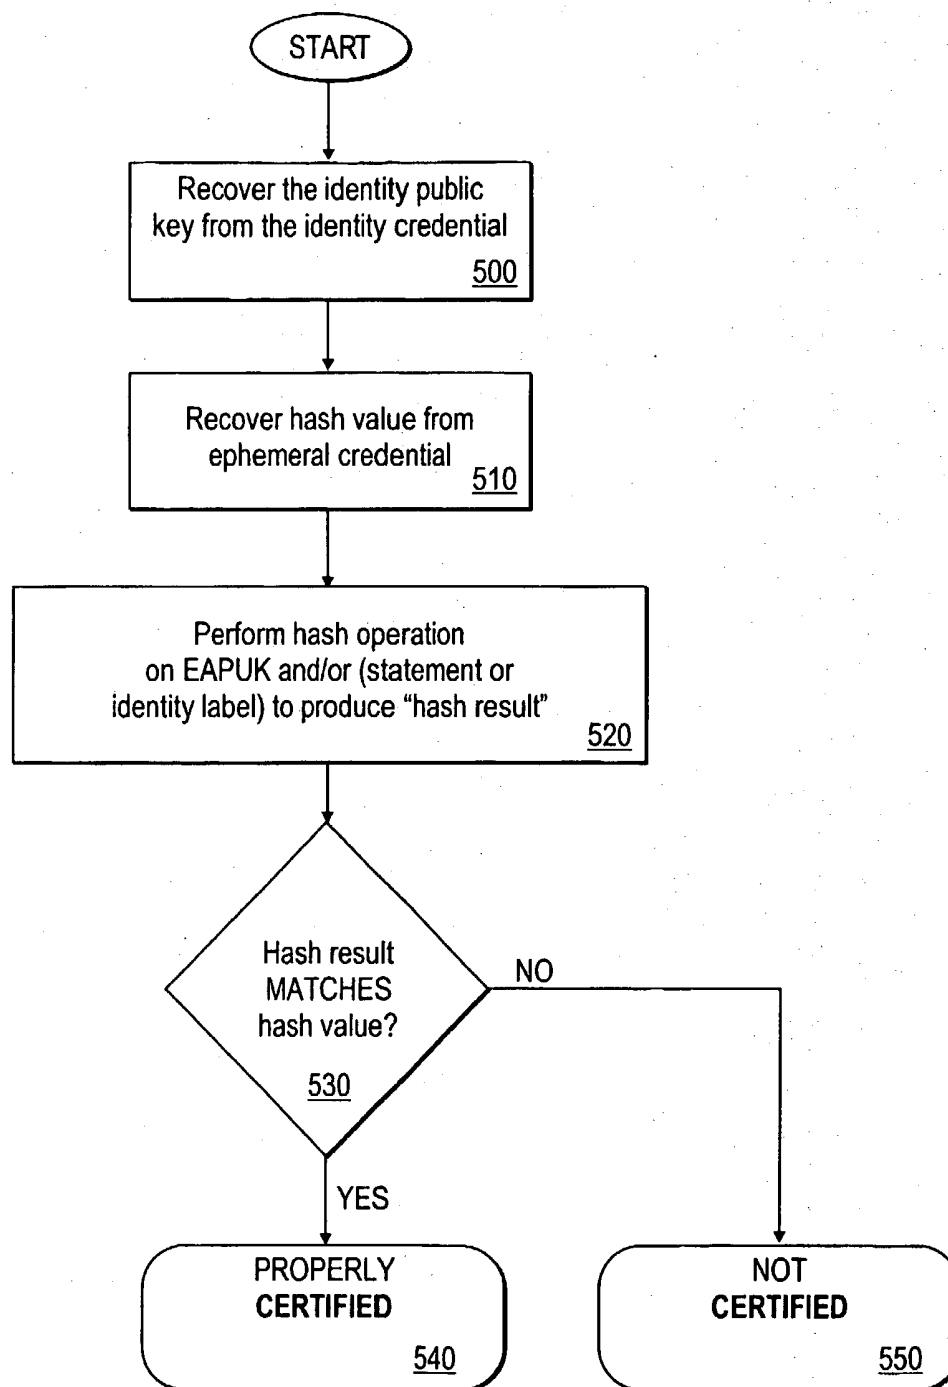 START
Recover the identity public
key from the identity credential
500
Recover hash value from
ephemeral credential
510
Perform hash operation
on EAPUK and/or (statement or
identity label) to produce “hash result”
520
Hash result
MATCHES
hash value?
530
NO
YES
PROPERLY
CERTIFIED
540
NOT
CERTIFIED
550